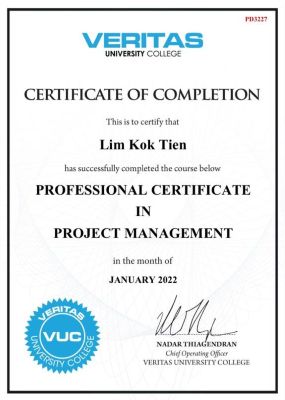 PD3227
VERITAS
UNIVERSITY COLLEGE
CERTIFICATE OF COMPLETION
This is to certify that
Lim Kok Tien
has successfully completed the course below
PROFESSIONAL CERTIFICATE
IN
PROJECT MANAGEMENT
in the month of
JANUARY 2022
VERITAS
VUC
UNIVERSITY COLLEGE
NADAR THIAGENDRAN
Chief Operating Officer
VERITAS UNIVERSITY COLLEGE